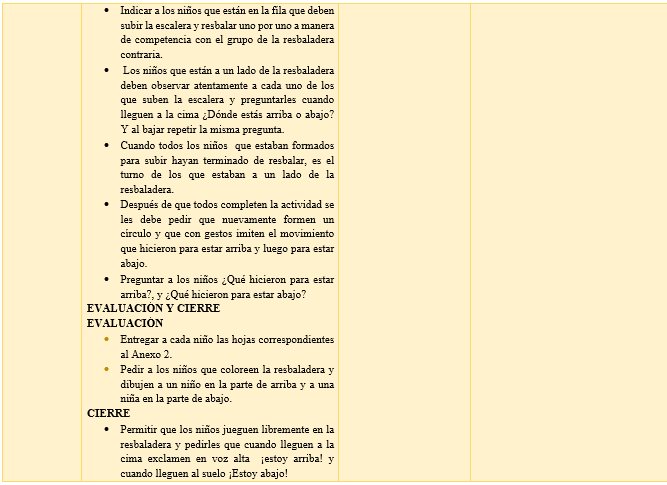 • Indicar a los niños que están en la fila que deben
subir la escalera y resbalar uno por uno a manera
de competencia con el grupo de la resbaladera
contraria.
• Los niños que están a un lado de la resbaladera
deben observar atentamente a cada uno de los
que suben la escalera y preguntarles cuando
lleguen a la cima ¿Dónde estás arriba o abajo?
Y al bajar repetir la misma pregunta.
• Cuando todos los niños que estaban formados
para subir hayan terminado de resbalar, es el
turno de los que estaban a un lado de la
resbaladera.
• Después de que todos completen la actividad se
les debe pedir que nuevamente formen un
círculo y que con gestos imiten el movimiento
que hicieron para estar arriba y luego para estar
abajo.
• Preguntar a los niños ¿Qué hicieron para estar
arriba?, y ¿Qué hicieron para estar abajo?
EVALUACIÓN Y CIERRE
EVALUACIÓN
• Entregar a cada niño las hojas correspondientes
al Anexo 2.
• Pedir a los niños que coloreen la resbaladera y
dibujen a un niño en la parte de arriba y a una
niña en la parte de abajo.
CIERRE
• Permitir que los niños jueguen libremente en la
resbaladera y pedirles que cuando lleguen a la
cima exclamen en voz alta ¡estoy arriba! y
cuando lleguen al suelo ¡Estoy abajo!